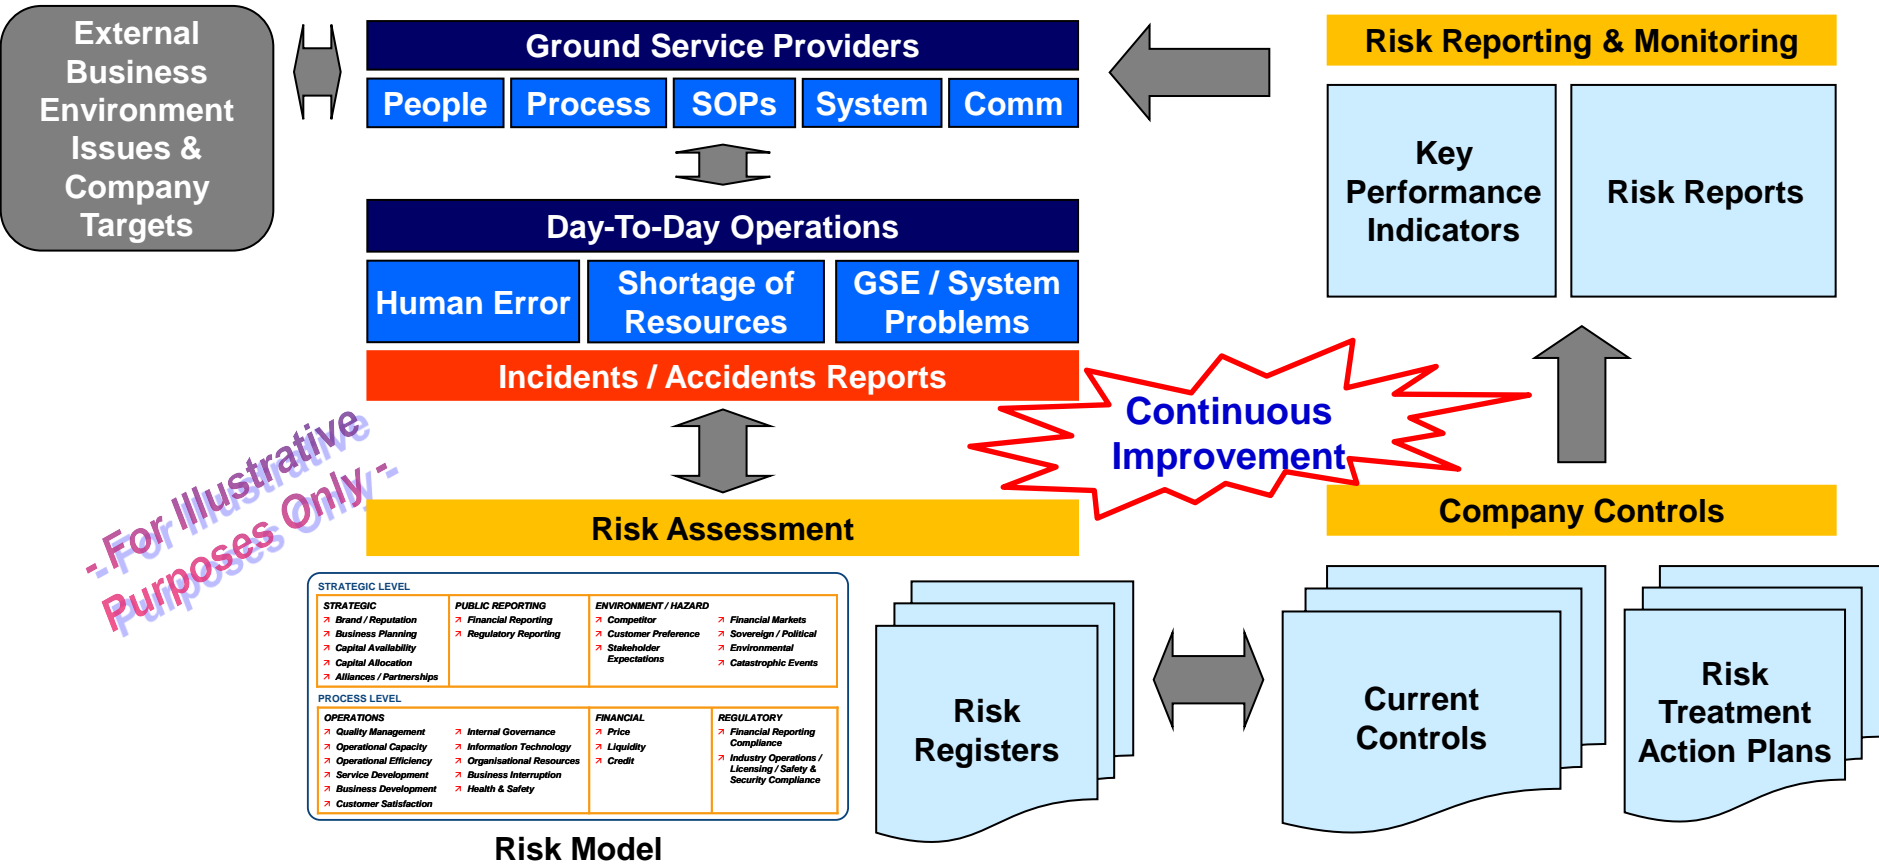 External
Business
Environment
Issues &
Company
Targets
Ground Service Providers
People
Process
SOPs
System
Comm
Day-To-Day Operations
Human Error
Shortage of
Resources
GSE / System
Problems
Incidents / Accidents Reports
Risk Reporting & Monitoring
Key
Performance
Indicators
Risk Reports
Continuous
Improvement
- For Illustrative
Purposes Only -
Risk Assessment
Company Controls
STRATEGIC LEVEL
STRATEGIC
Brand / Reputation
Business Planning
Capital Availability
Capital Allocation
Alliances / Partnerships
PUBLIC REPORTING
Financial Reporting
Regulatory Reporting
ENVIRONMENT / HAZARD
Competitor
Customer Preference
Stakeholder
Expectations
Financial Markets
Sovereign / Political
Environmental
Catastrophic Events
PROCESS LEVEL
OPERATIONS
Quality Management
Operational Capacity
Operational Efficiency
Service Development
Business Development
Customer Satisfaction
Internal Governance
Information Technology
Organisational Resources
Business Interruption
Health & Safety
FINANCIAL
Price
Liquidity
Credit
REGULATORY
Financial Reporting
Compliance
Industry Operations /
Licensing / Safety &
Security Compliance
Risk Model
Risk
Registers
Current
Controls
Risk
Treatment
Action Plans